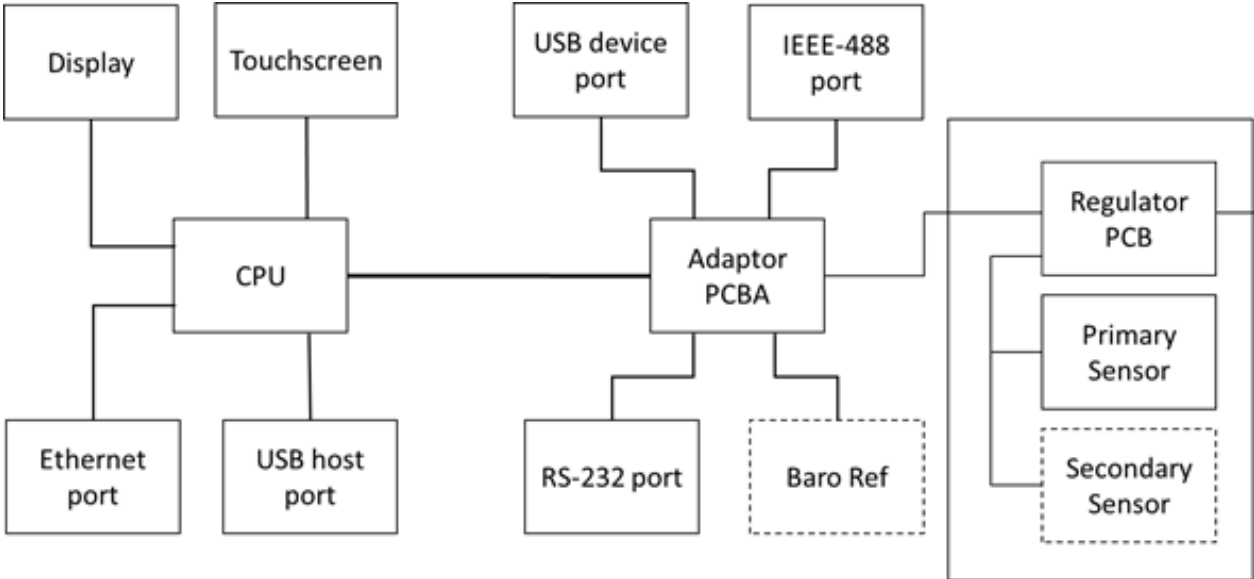 Display
Touchscreen
USB device
port
IEEE-488
port
Regulator
PCB
CPU
Adaptor
PCBA
Primary
Sensor
Ethernet
port
USB host
port
RS-232 port
Baro Ref
Secondary
Sensor